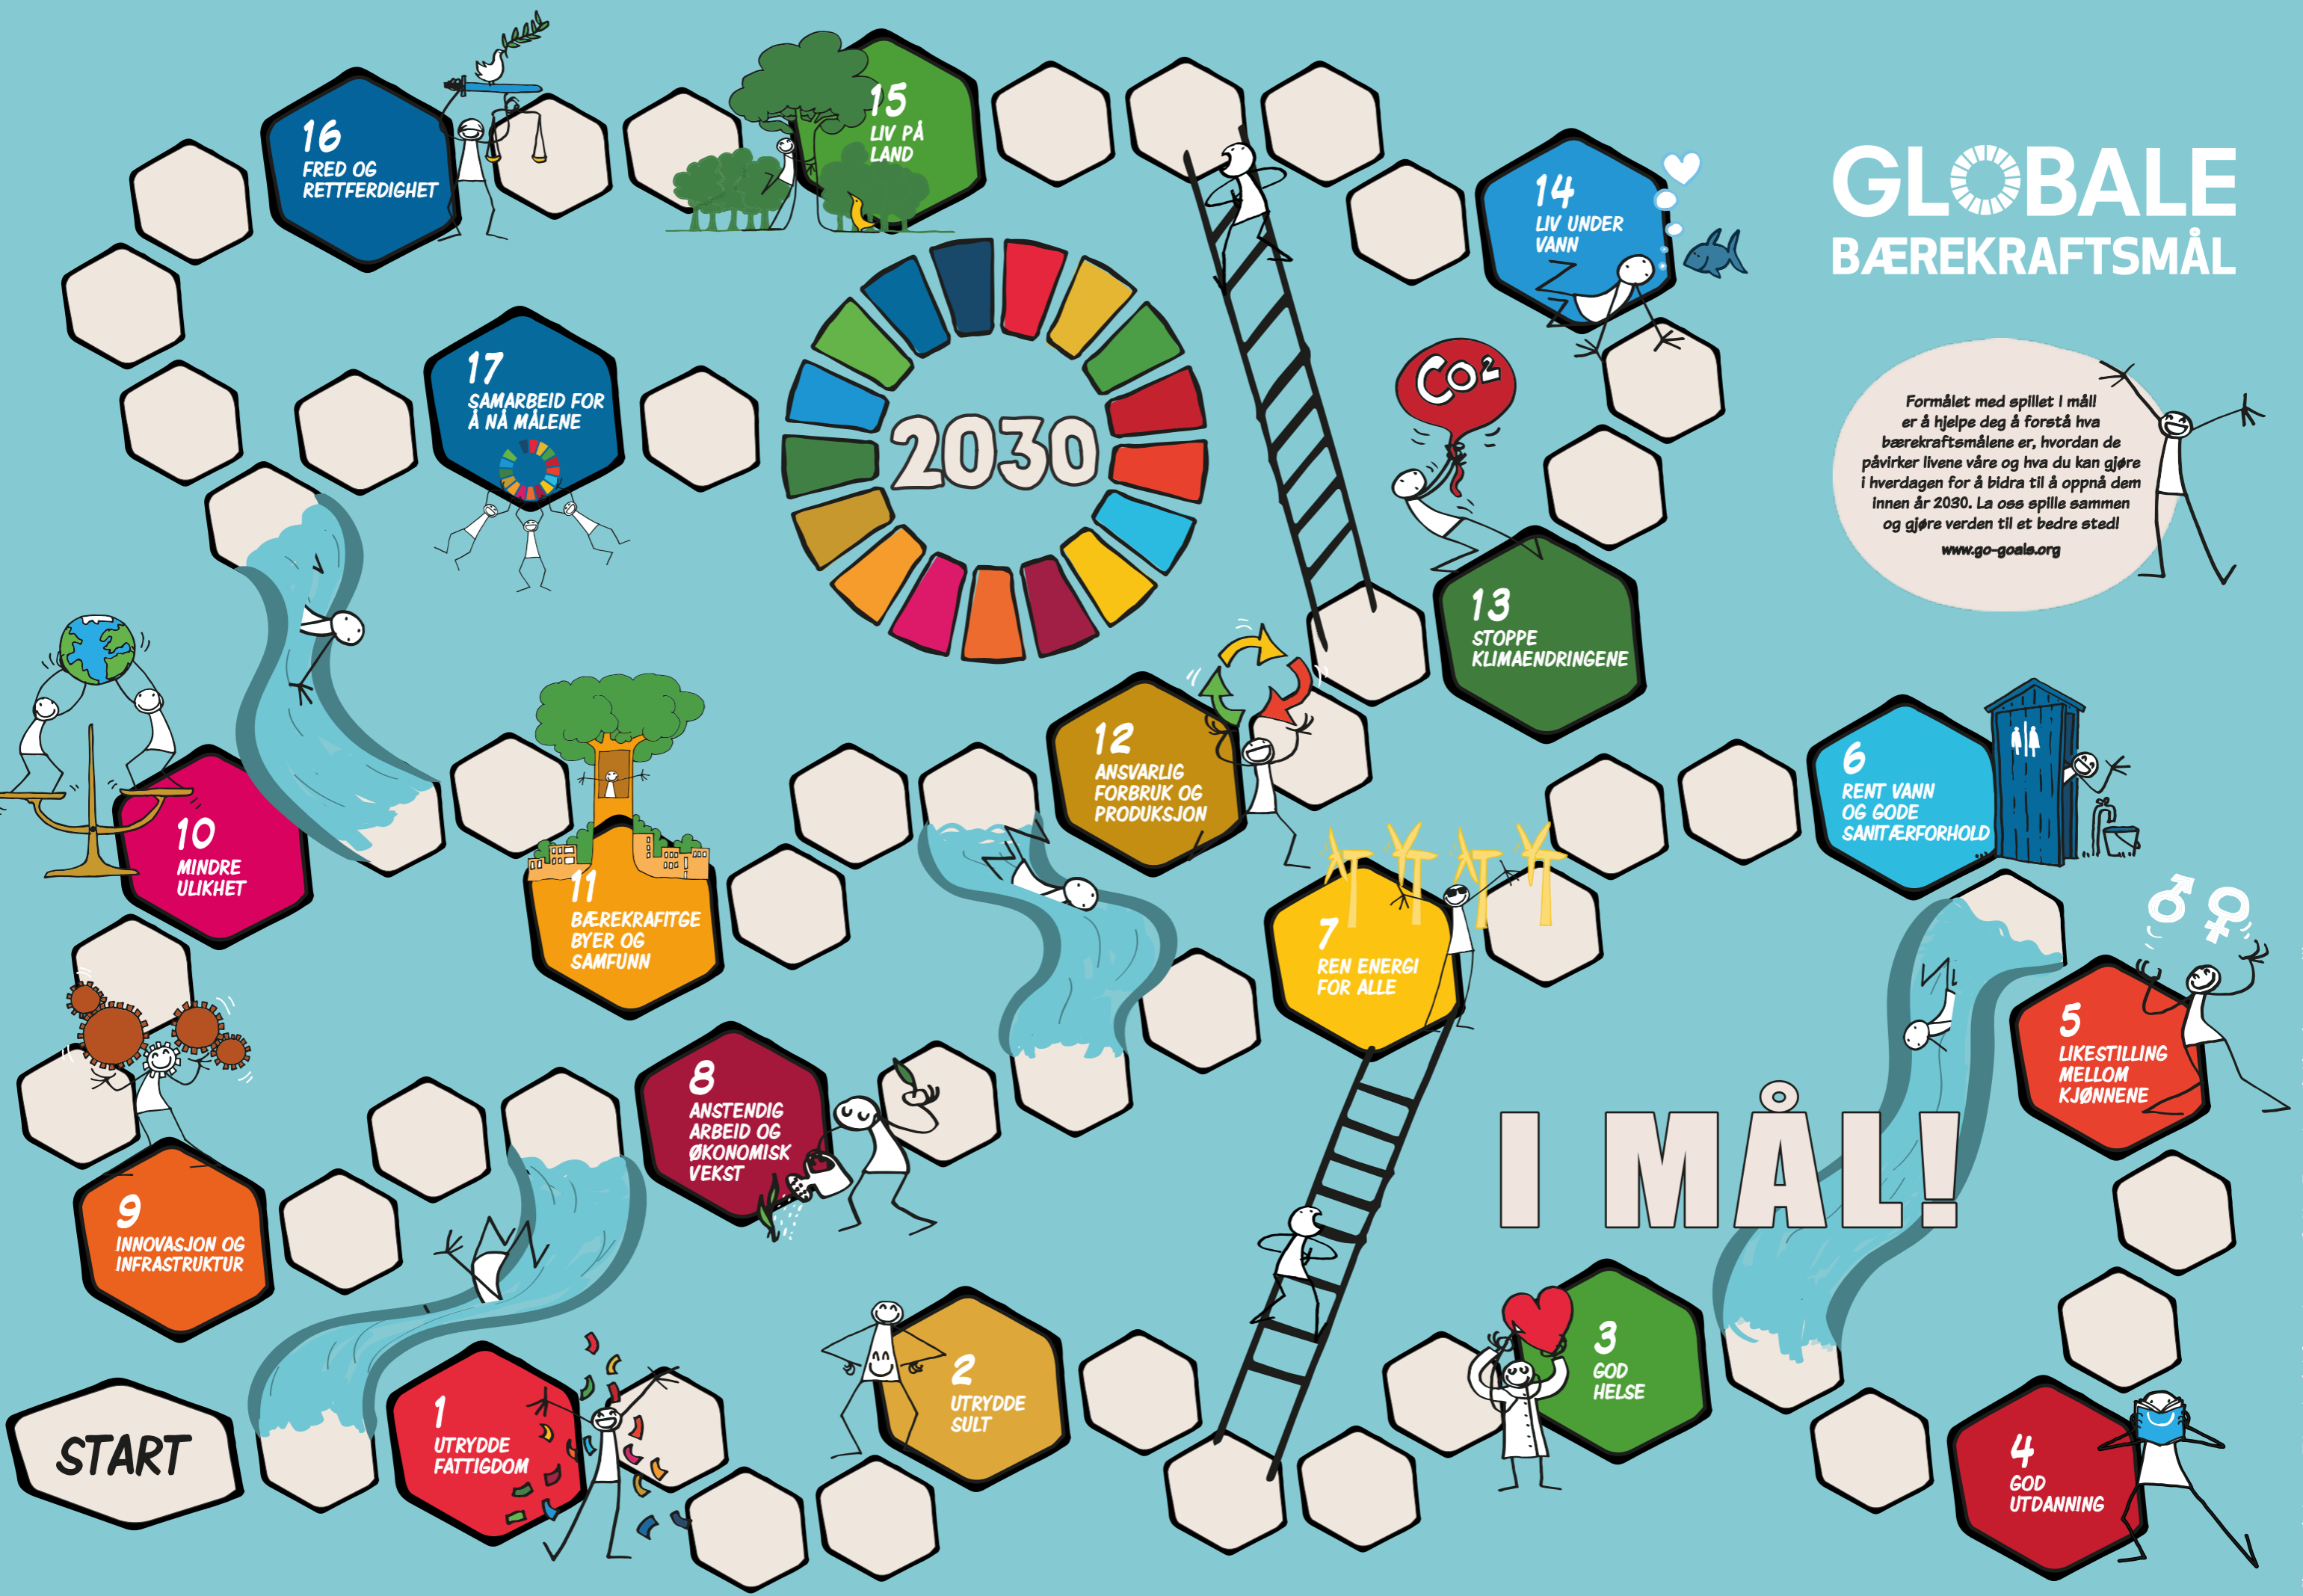 GLOBALE
BÆREKRAFTSMÅL
Formålet med spillet I mål!
er å hjelpe deg å forstå hva
bærekraftsmålene er, hvordan de
påvirker livene våre og hva du kan gjøre
i hverdagen for å bidra til å oppnå dem
innen år 2030. La oss spille sammen
og gjøre verden til et bedre sted!
www.go-goals.org
16
FRED OG
RETTFERDIGHET
15
LIV PÅ
LAND
14
LIV UNDER
VANN
17
SAMARBEID FOR
Å NÅ MÅLENE
2030
CO2
13
STOPPE
KLIMAENDRINGENE
12
ANSVARLIG
FORBRUK OG
PRODUKSJON
6
RENT VANN
OG GODE
SANITÆRFORHOLD
10
MINDRE
ULIKHET
11
BÆREKRAFITGE
BYER OG
SAMFUNN
7
REN ENERGI
FOR ALLE
5
LIKESTILLING
MELLOM
KJØNNENE
8
ANSTENDIG
ARBEID OG
ØKONOMISK
VEKST
I MÅL!
9
INNOVASJON OG
INFRASTRUKTUR
START
1
UTRYDDE
FATTIGDOM
2
UTRYDDE
SULT
3
GOD
HELSE
4
GOD
UTDANNING